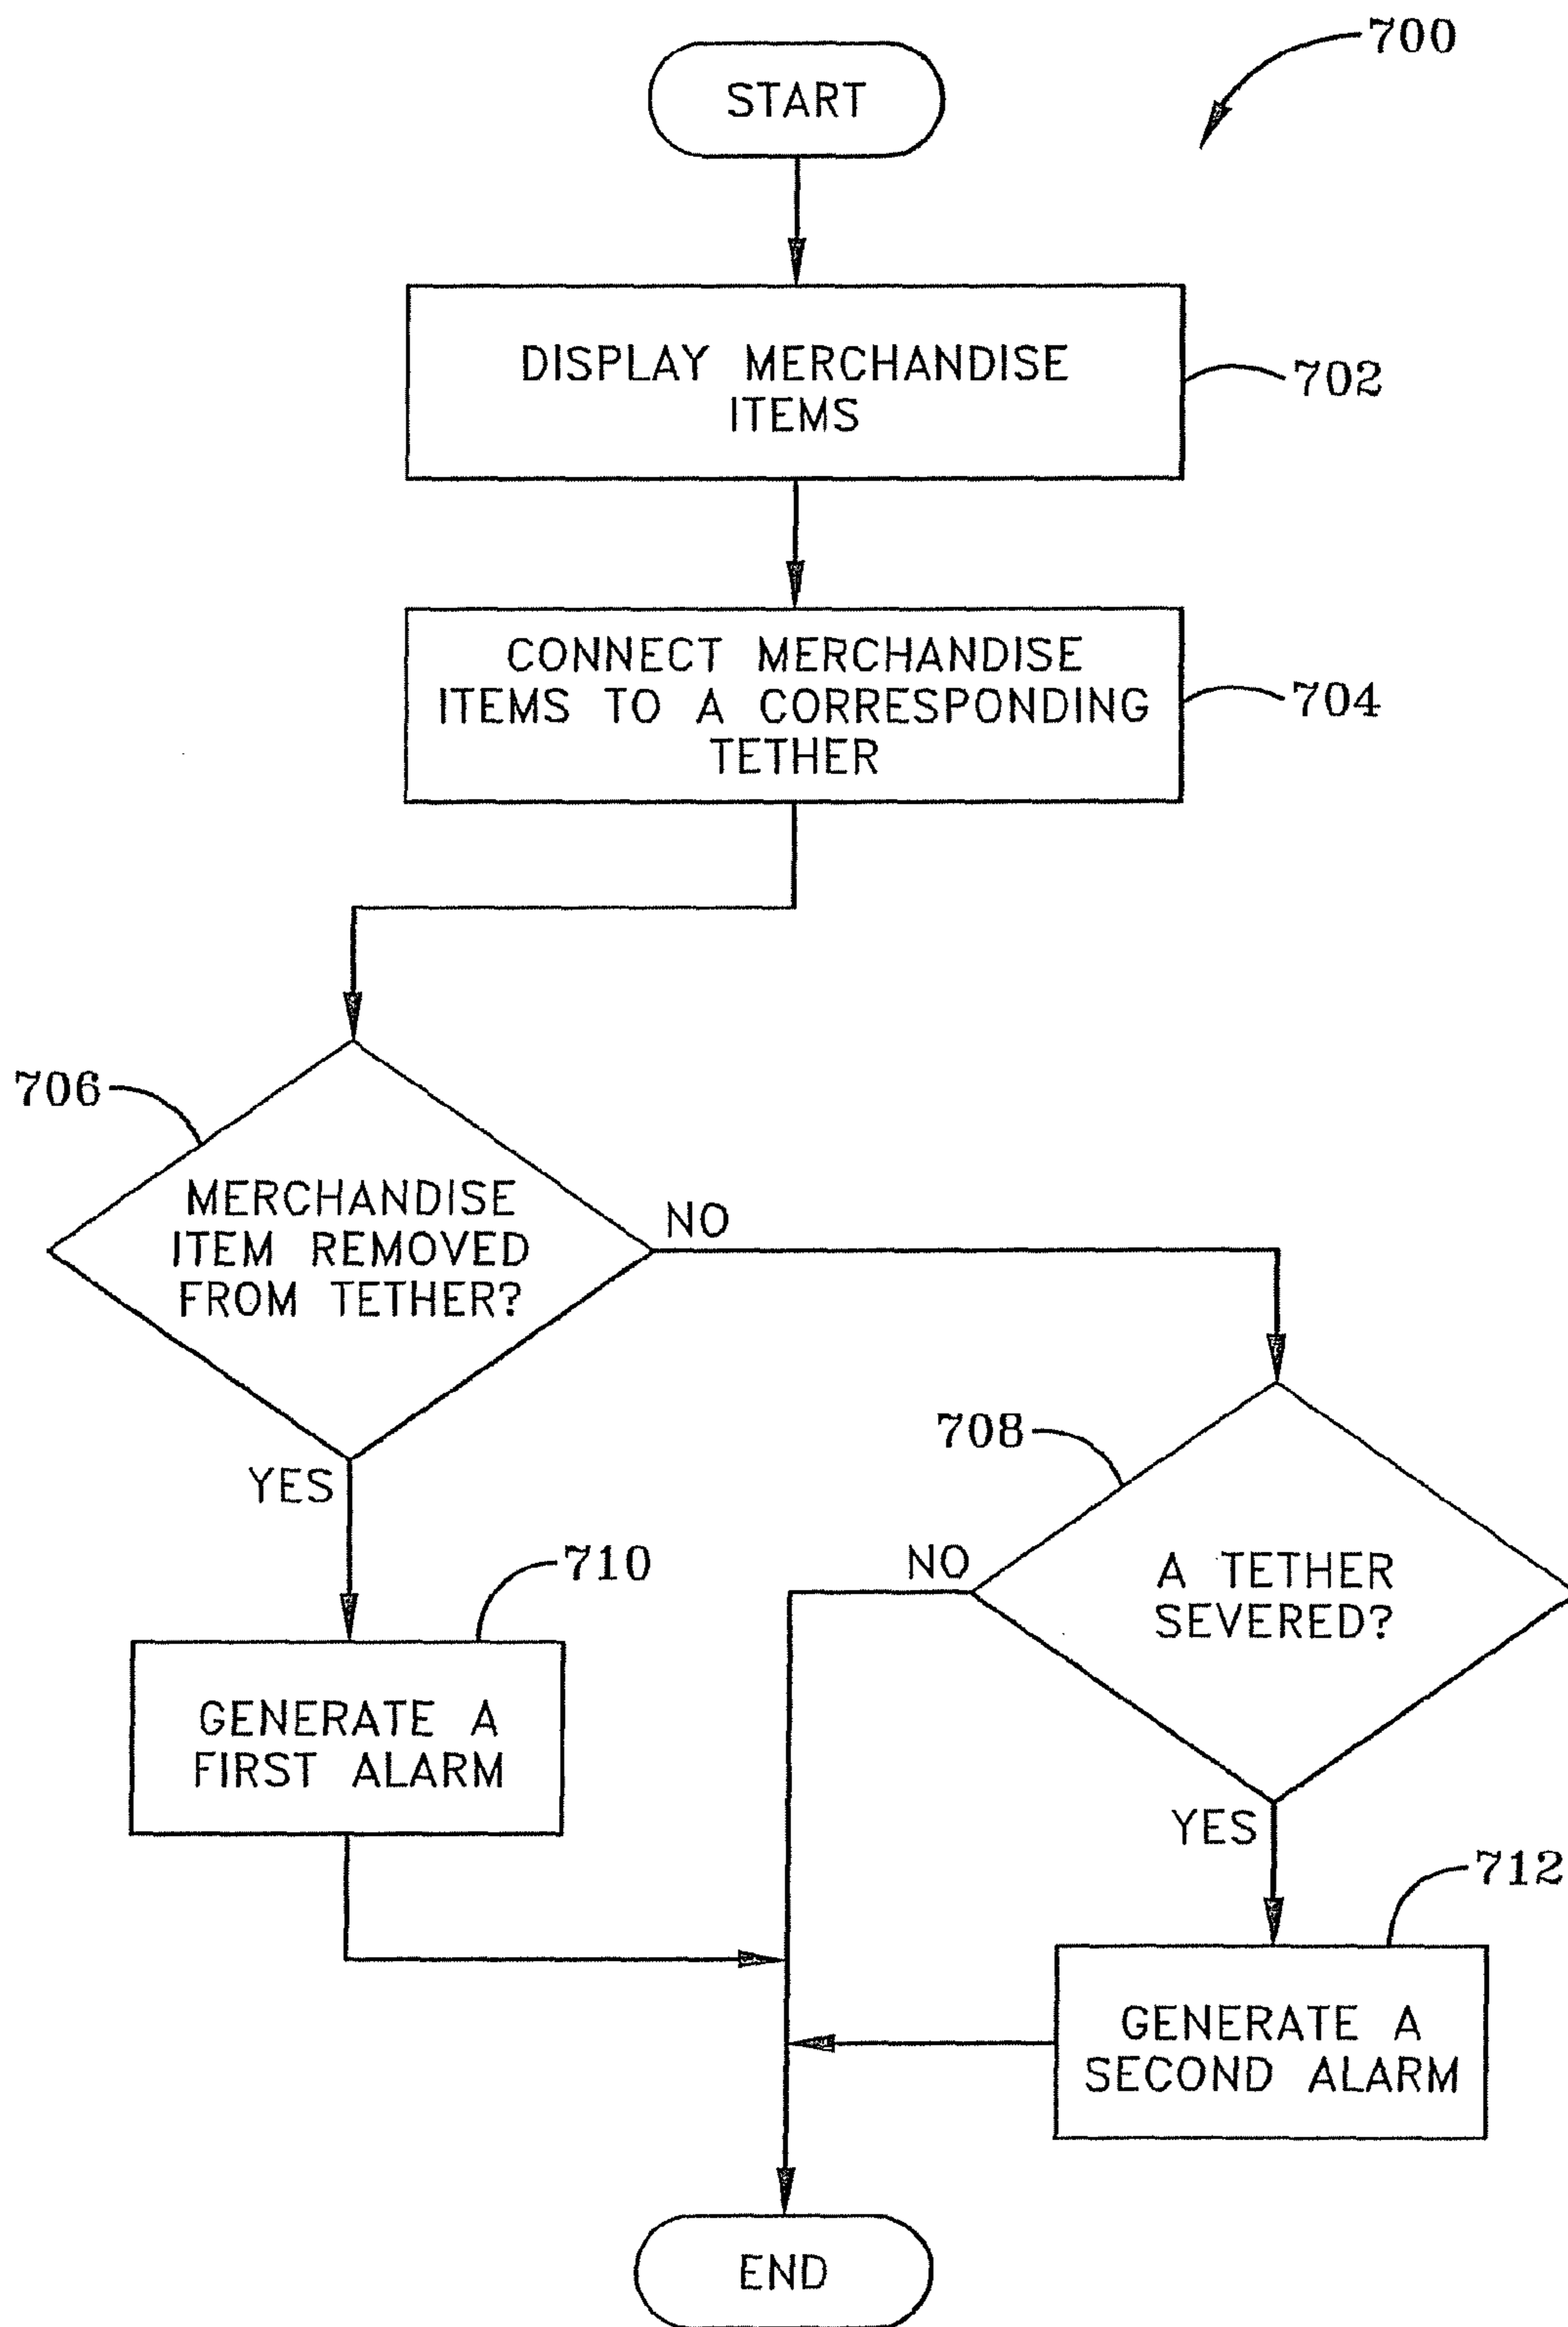 700
START
DISPLAY MERCHANDISE
ITEMS
702
CONNECT MERCHANDISE
ITEMS TO A CORRESPONDING
TETHER
704
706
MERCHANDISE
ITEM REMOVED
FROM TETHER?
NO
YES
708
A TETHER
SEVERED?
NO
YES
710
GENERATE A
FIRST ALARM
712
GENERATE A
SECOND ALARM
END